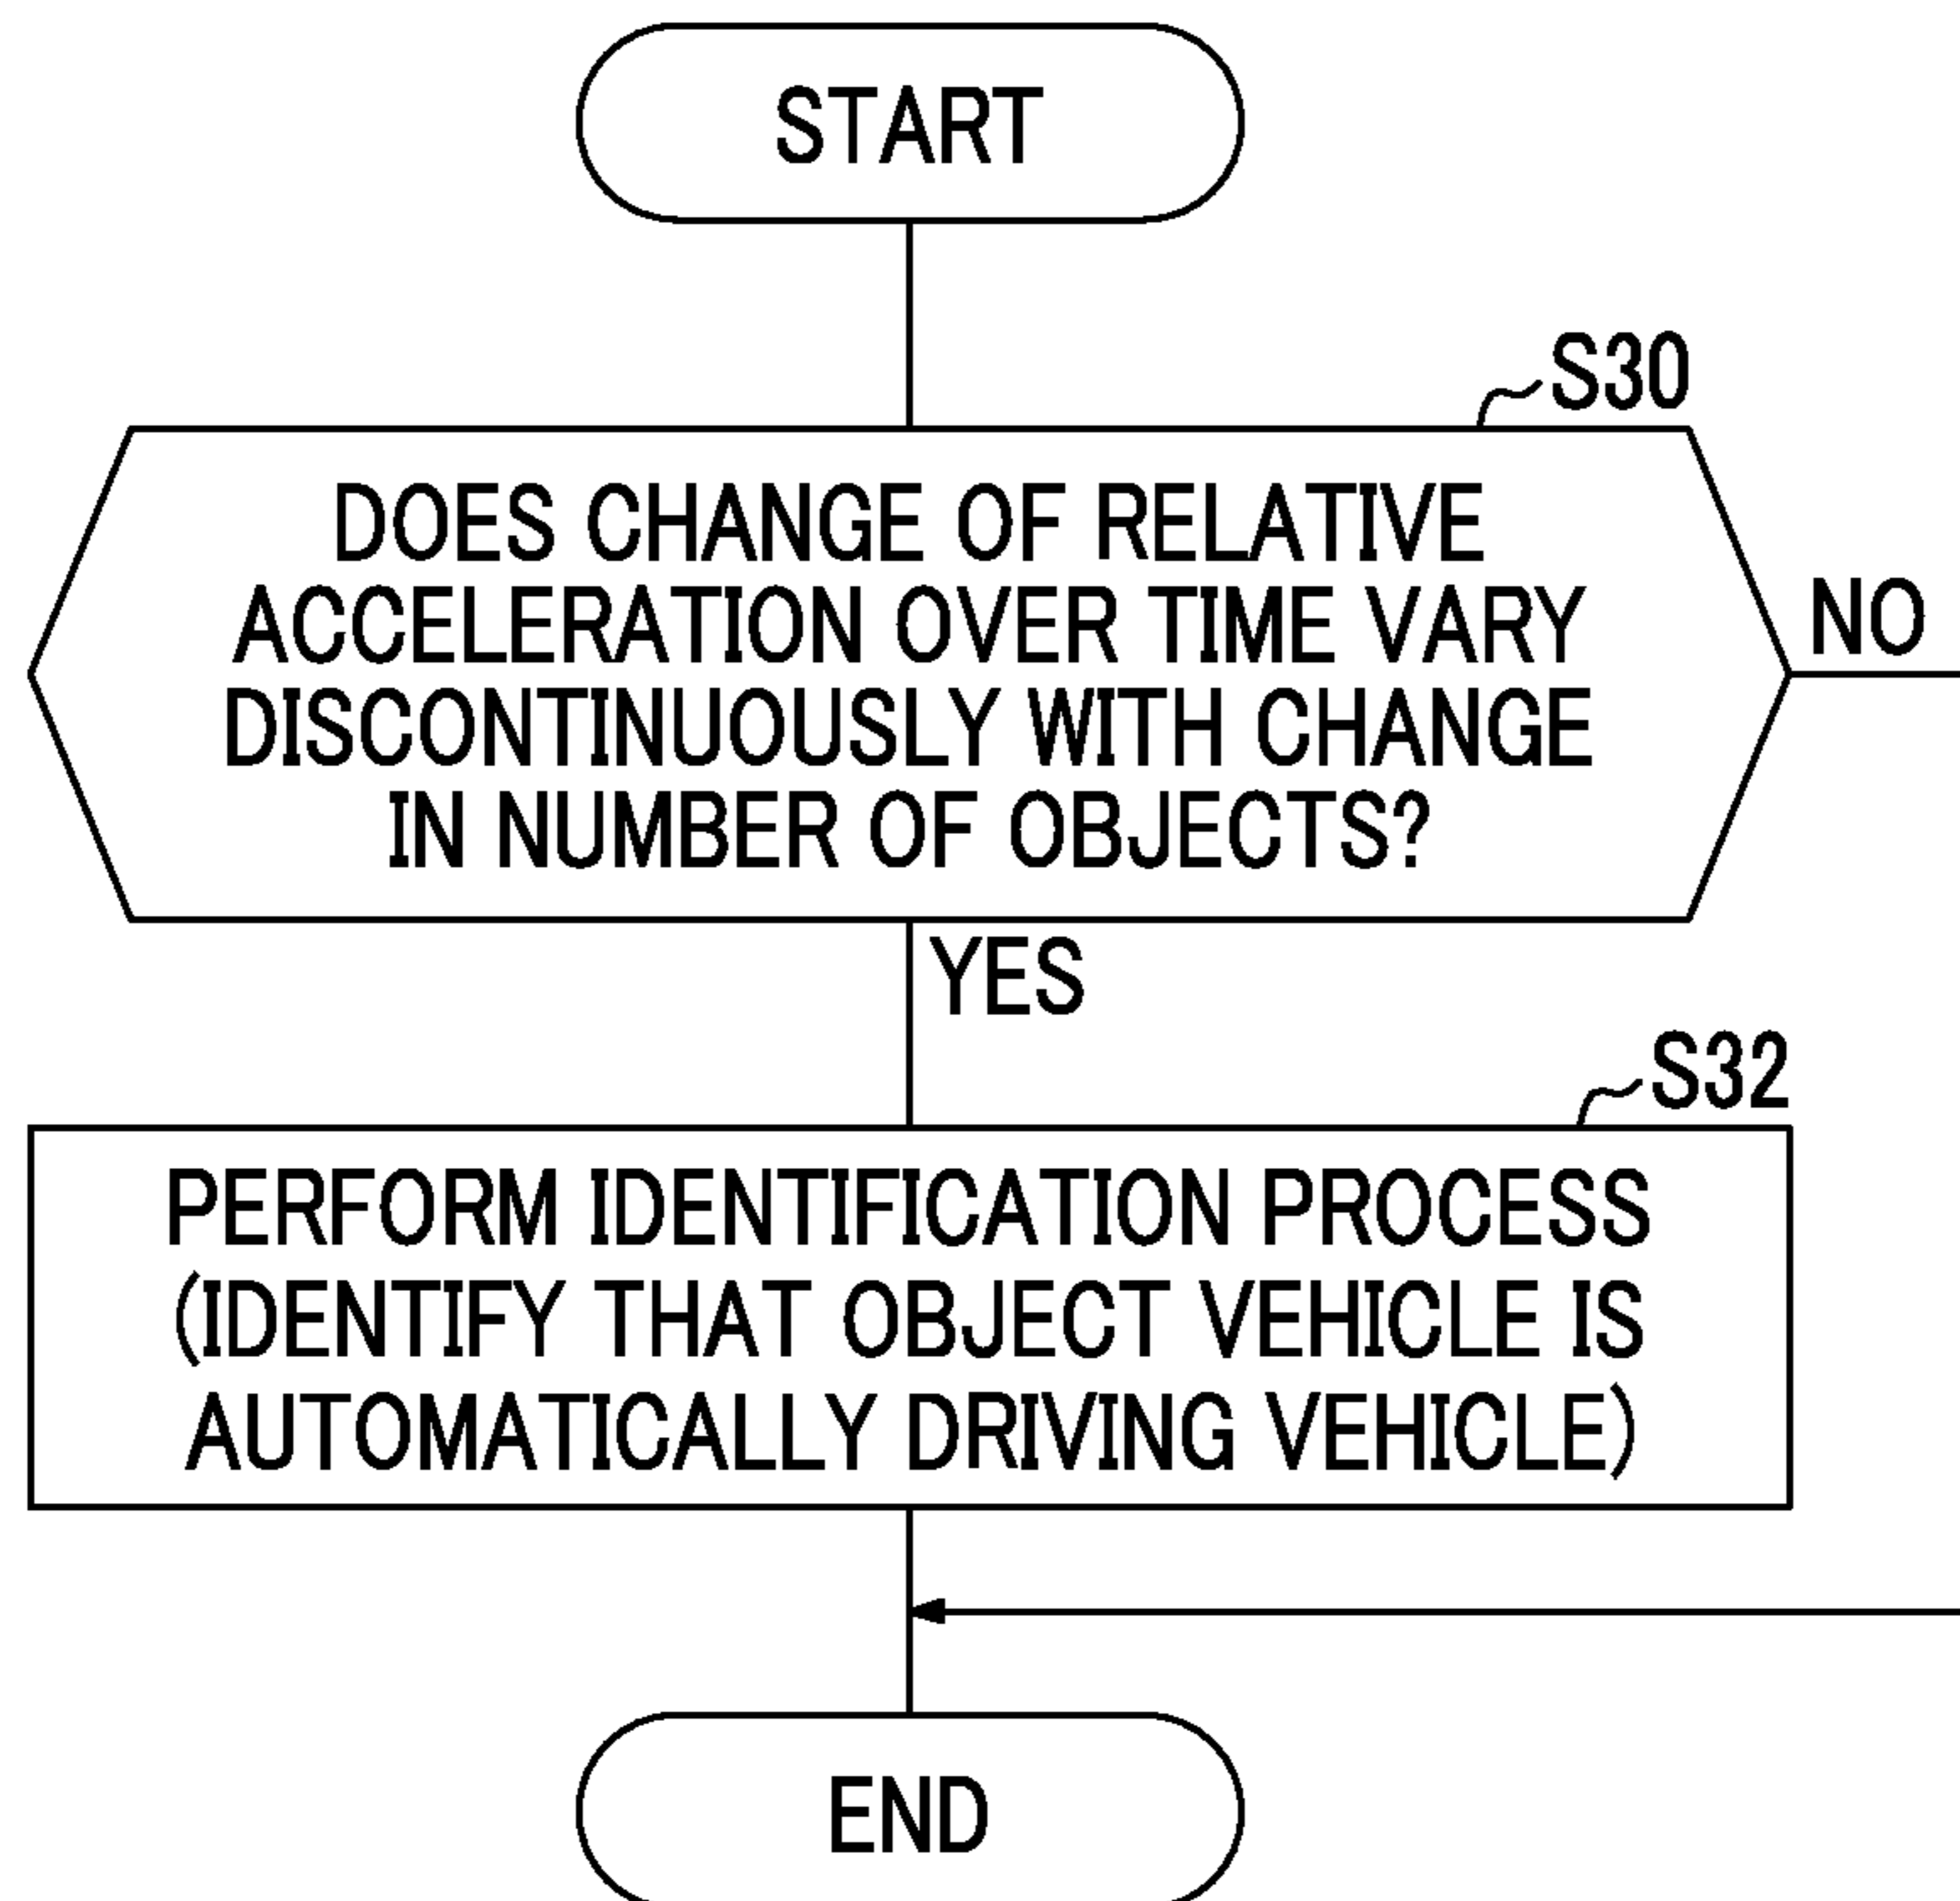 START
S30
DOES CHANGE OF RELATIVE
ACCELERATION OVER TIME VARY
DISCONTINUOUSLY WITH CHANGE
IN NUMBER OF OBJECTS?
NO
YES
S32
PERFORM IDENTIFICATION PROCESS
(IDENTIFY THAT OBJECT VEHICLE IS
AUTOMATICALLY DRIVING VEHICLE)
END